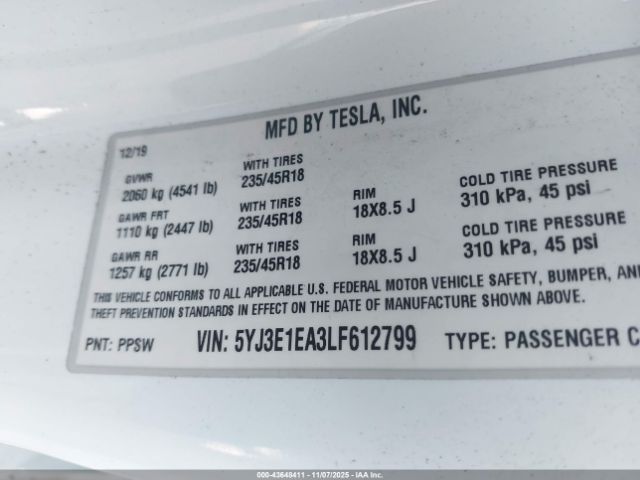 MFD BY TESLA, INC.
12/19
GVWR WITH TIRES
2060 kg (4541 lb) 235/45R18
GAWR FRT WITH TIRES RIM COLD TIRE PRESSURE
1110 kg (2447 lb) 235/45R18 18X8.5 J 310 kPa, 45 psi
GAWR RR WITH TIRES RIM COLD TIRE PRESSURE
1257 kg (2771 lb) 235/45R18 18X8.5 J 310 kPa, 45 psi
THIS VEHICLE CONFORMS TO ALL APPLICABLE U.S. FEDERAL MOTOR VEHICLE SAFETY, BUMPER, AND
THEFT PREVENTION STANDARDS IN EFFECT ON THE DATE OF MANUFACTURE SHOWN ABOVE.
PNT: PPSW VIN: 5YJ3E1EA3LF612799 TYPE: PASSENGER C
000-43648411 - 11/07/2025 - IAA Inc.